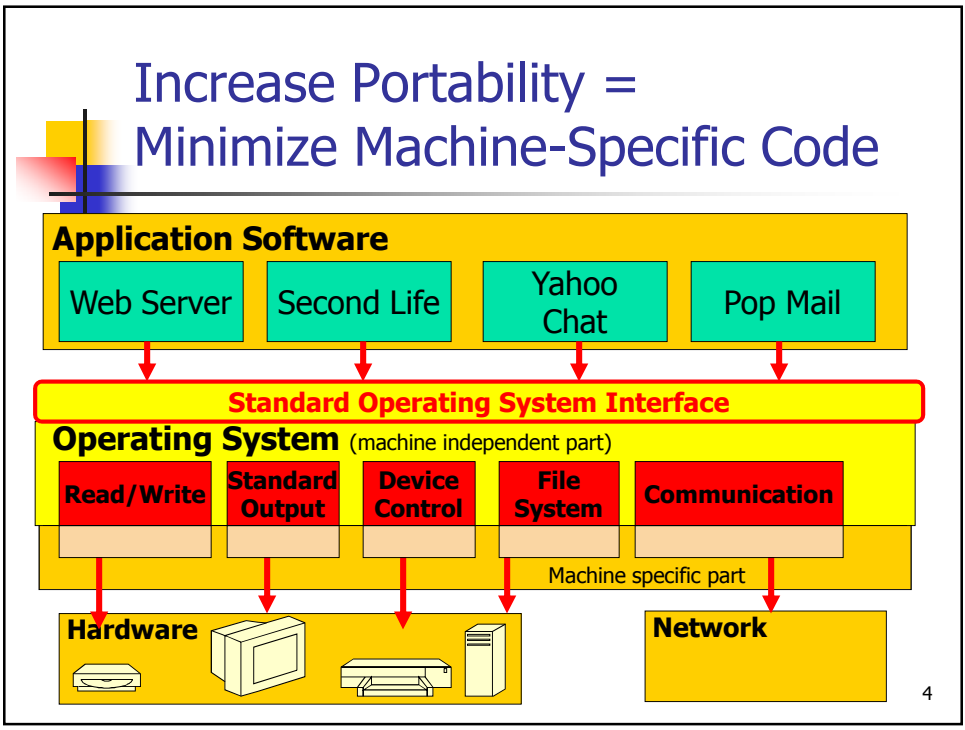 Increase Portability =
Minimize Machine-Specific Code
Application Software
Web Server
Second Life
Yahoo
Chat
Pop Mail
Standard Operating System Interface
Operating System (machine independent part)
Read/Write
Standard
Output
Device
Control
File
System
Communication
Machine specific part
Hardware
Network
4